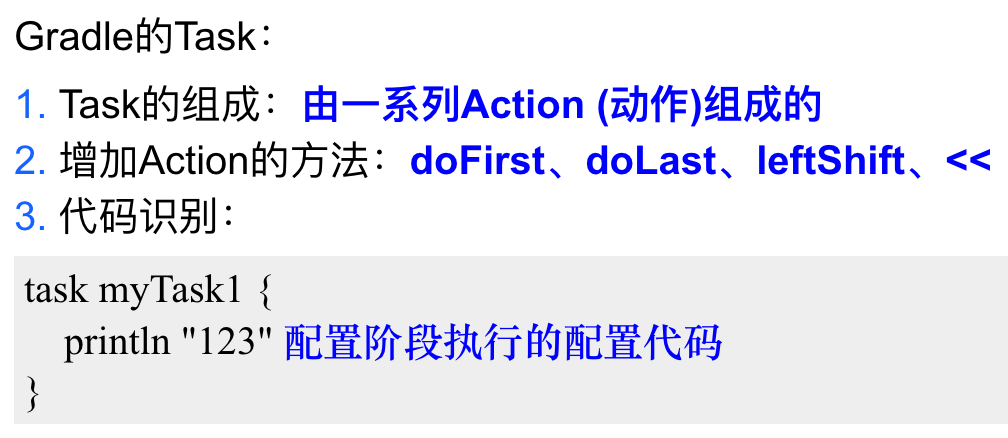 Gradle的Task：
1. Task的组成：由一系列Action (动作)组成的
2. 增加Action的方法：doFirst、doLast、leftShift、<<
3. 代码识别：
task myTask1 {
    println "123" 配置阶段执行的配置代码
}